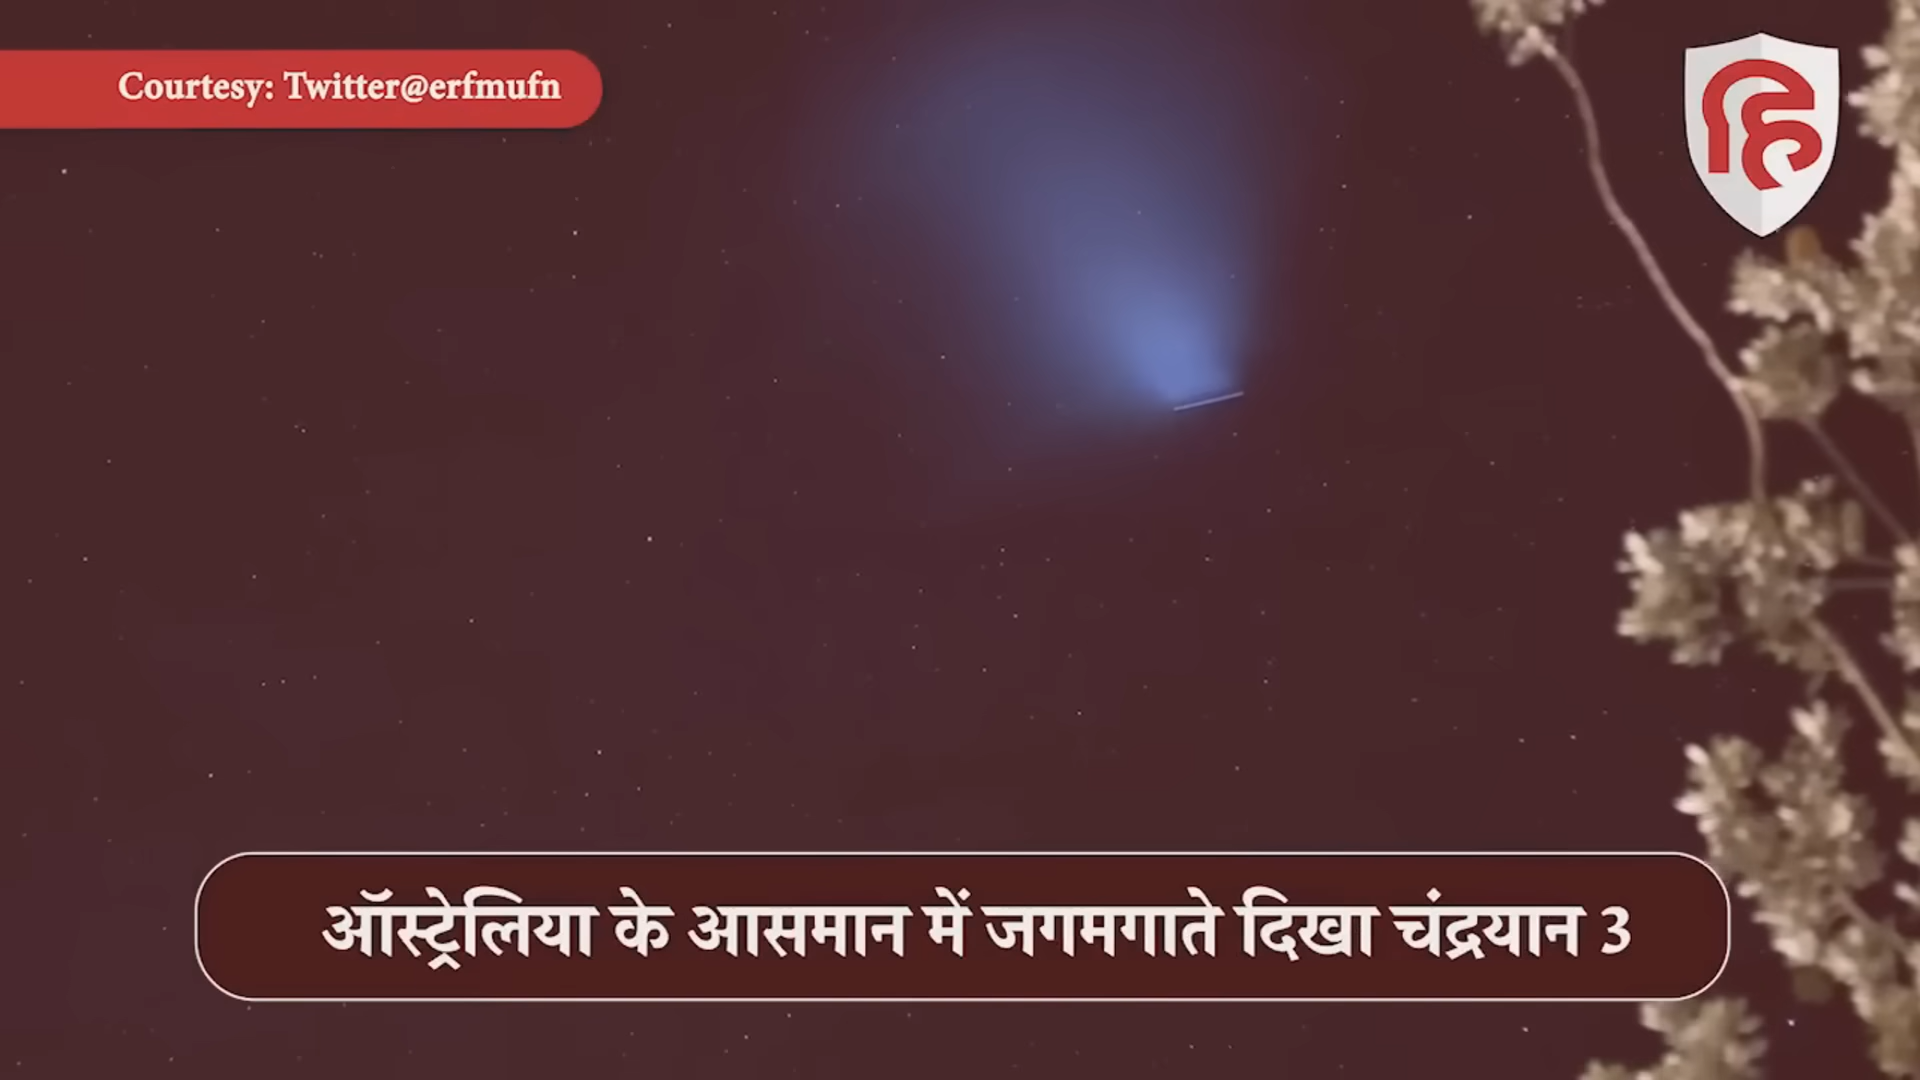 Courtesy: Twitter@erfmufn
हि
ऑस्ट्रेलिया के आसमान में जगमगाते दिखा चंद्रयान 3